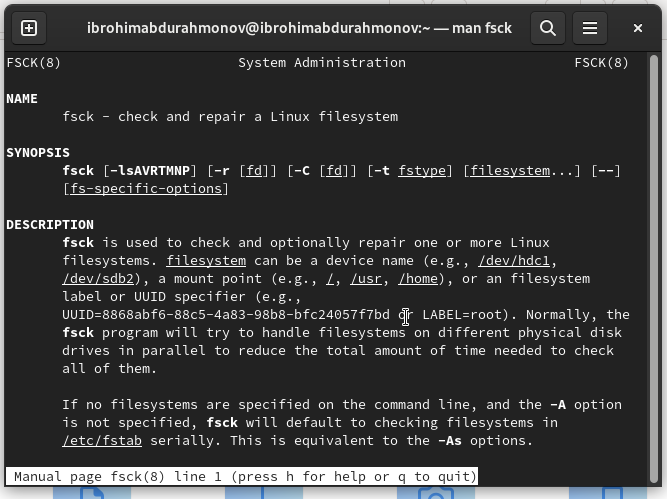 ibrohimabdurahmonov@ibrohimabdurahmonov:~ — man fsck
FSCK(8) System Administration FSCK(8)
NAME
fsck - check and repair a Linux filesystem
SYNOPSIS
fsck [-lsAVRTMNP] [-r [fd]] [-C [fd]] [-t fstype] [filesystem...] [--]
[fs-specific-options]
DESCRIPTION
fsck is used to check and optionally repair one or more Linux
filesystems. filesystem can be a device name (e.g., /dev/hdc1,
/dev/sdb2), a mount point (e.g., /, /usr, /home), or an filesystem
label or UUID specifier (e.g.,
UUID=8868abf6-88c5-4a83-98b8-bfc24057f7bd or LABEL=root). Normally, the
fsck program will try to handle filesystems on different physical disk
drives in parallel to reduce the total amount of time needed to check
all of them.
If no filesystems are specified on the command line, and the -A option
is not specified, fsck will default to checking filesystems in
/etc/fstab serially. This is equivalent to the -As options.
Manual page fsck(8) line 1 (press h for help or q to quit)